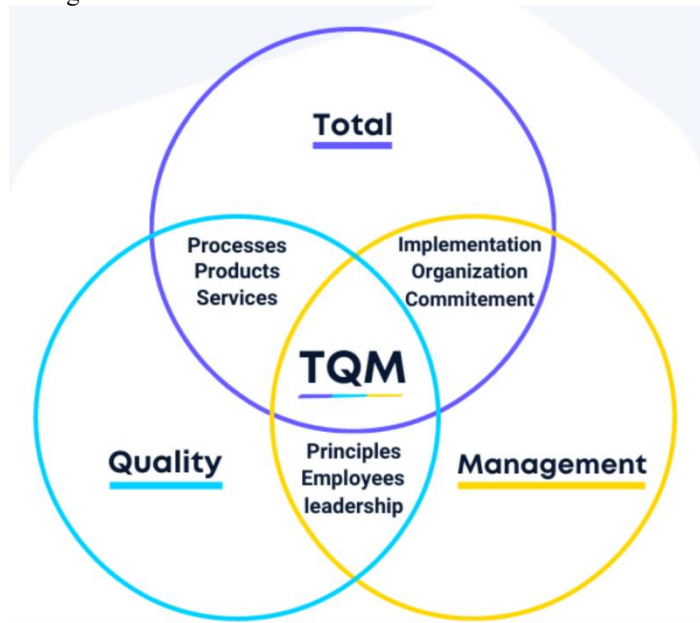 Total
Processes
Products
Services
Implementation
Organization
Commitement
TQM
Quality
Principles
Employees
leadership
Management